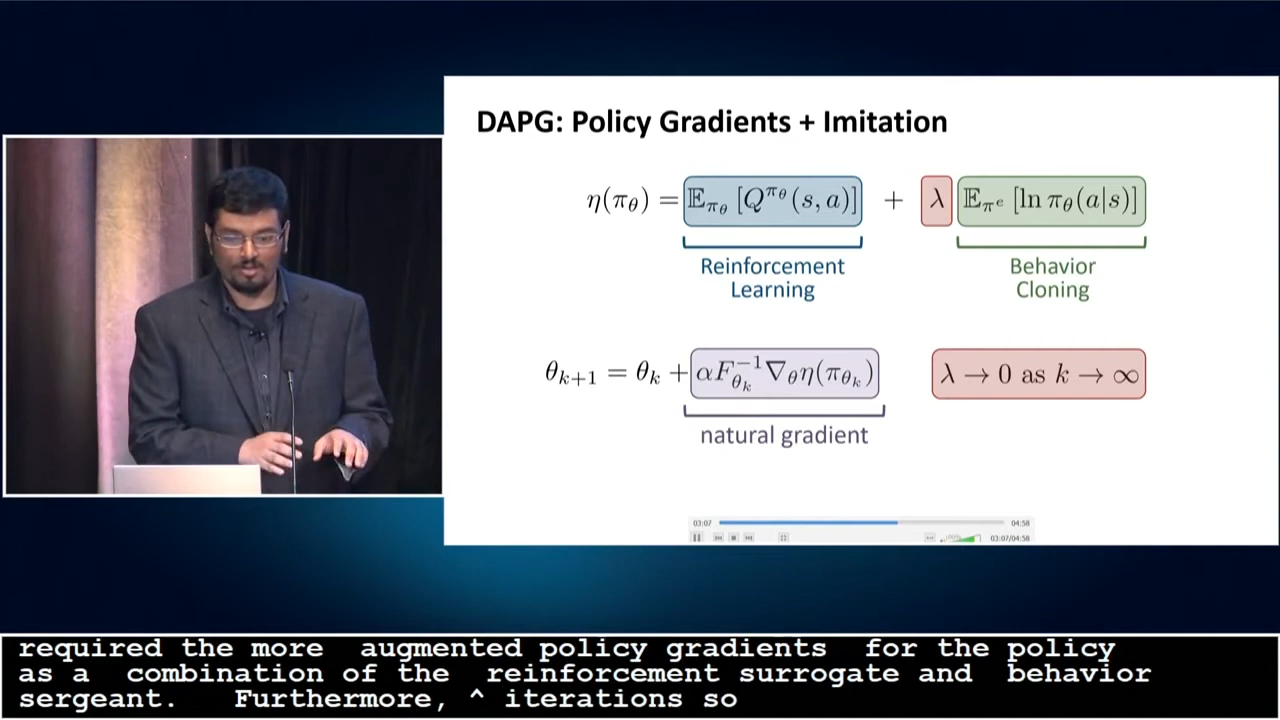 DAPG: Policy Gradients + Imitation
η(π_θ) = 𝔼_{π_θ} [Q^{π_θ}(s, a)] + λ 𝔼_{π^e} [ln π_θ(a|s)]
Reinforcement
Learning
Behavior
Cloning
θ_{k+1} = θ_k + αF_{θ_k}^{-1}∇_θη(π_{θ_k})
λ → 0 as k → ∞
natural gradient
03:07
04:58
100%
03:07/04:58
required the more augmented policy gradients for the policy
as a combination of the reinforcement surrogate and behavior
sergeant. Furthermore, ^ iterations so